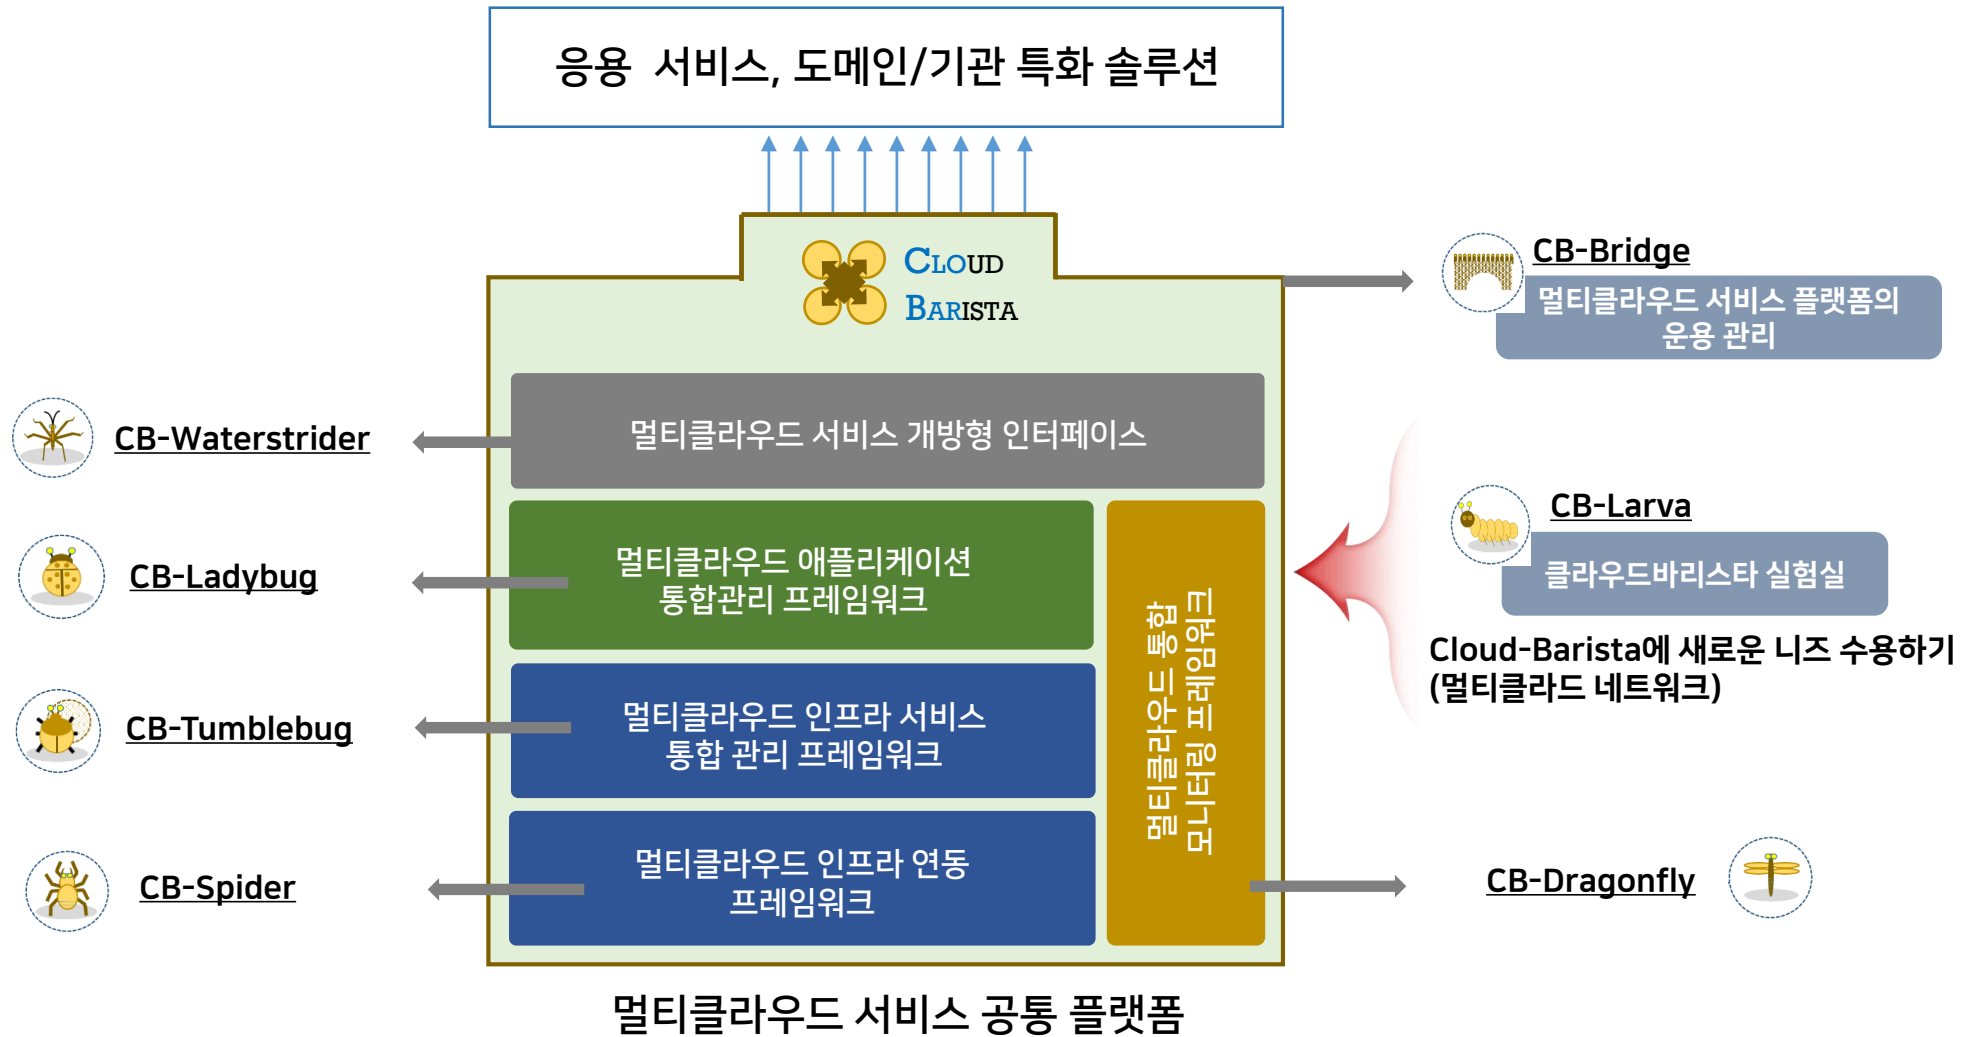 응용 서비스, 도메인/기관 특화 솔루션
CLOUD
BARISTA
CB-Bridge
멀티클라우드 서비스 플랫폼의
운용 관리
CB-Waterstrider
멀티클라우드 서비스 개방형 인터페이스
CB-Ladybug
멀티클라우드 애플리케이션
통합관리 프레임워크
CB-Tumblebug
멀티클라우드 인프라 서비스
통합 관리 프레임워크
CB-Spider
멀티클라우드 인프라 연동
프레임워크
멀티클라우드 통합
모니터링 프레임워크
CB-Larva
클라우드바리스타 실험실
Cloud-Barista에 새로운 니즈 수용하기
(멀티클라드 네트워크)
CB-Dragonfly
멀티클라우드 서비스 공통 플랫폼